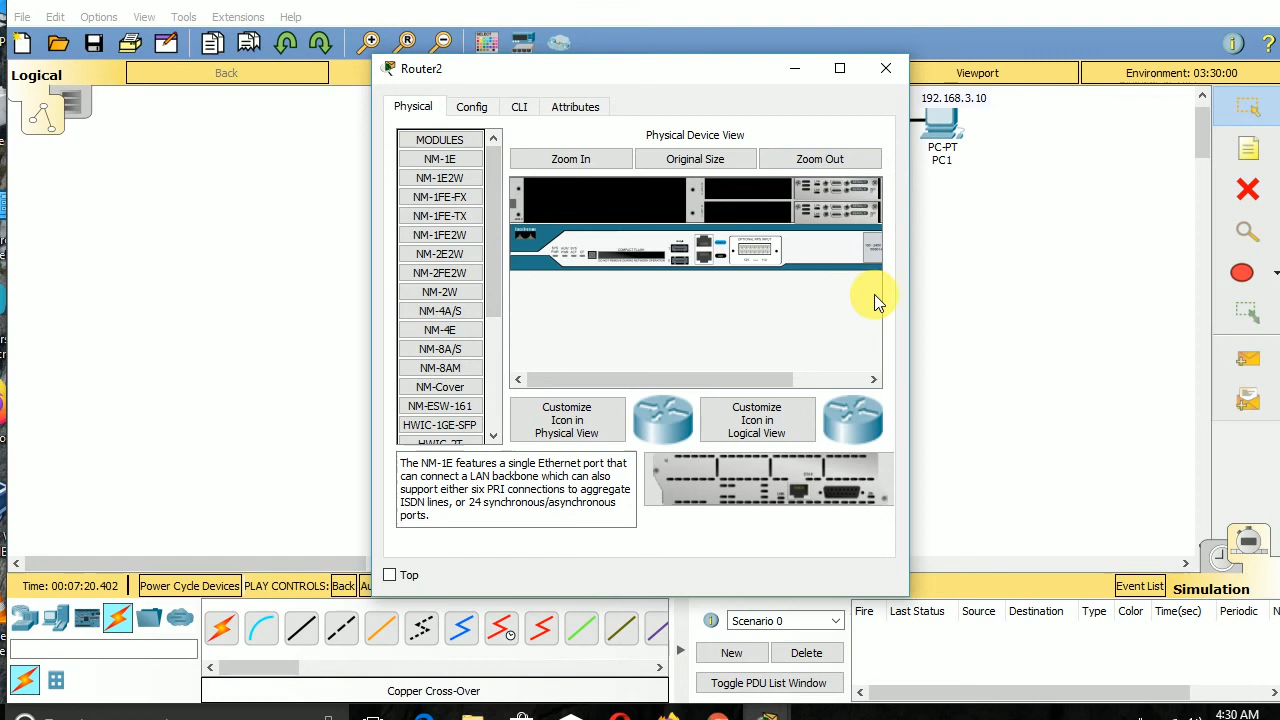 File Edit Options View Tools Extensions Help
Logical
Back
Viewport
Environment: 03:30:00
Router2
Physical Config CLI Attributes
192.168.3.10
PC-PT
PC1
MODULES
NM-1E
NM-1E2W
NM-1FE-FX
NM-1FE-TX
NM-1FE2W
NM-2E2W
NM-2FE2W
NM-2W
NM-4A/S
NM-4E
NM-8A/S
NM-8AM
NM-Cover
NM-ESW-161
HWIC-1GE-SFP
HWIC-2T
Physical Device View
Zoom In Original Size Zoom Out
Customize
Icon in
Physical View
Customize
Icon in
Logical View
The NM-1E features a single Ethernet port that
can connect a LAN backbone which can also
support either six PRI connections to aggregate
ISDN lines, or 24 synchronous/asynchronous
ports.
Top
Time: 00:07:20.402
Power Cycle Devices PLAY CONTROLS: Back
Event List
Simulation
Copper Cross-Over
Scenario 0
New Delete
Toggle PDU List Window
Fire Last Status Source Destination Type Color Time(sec) Periodic
4:30 AM